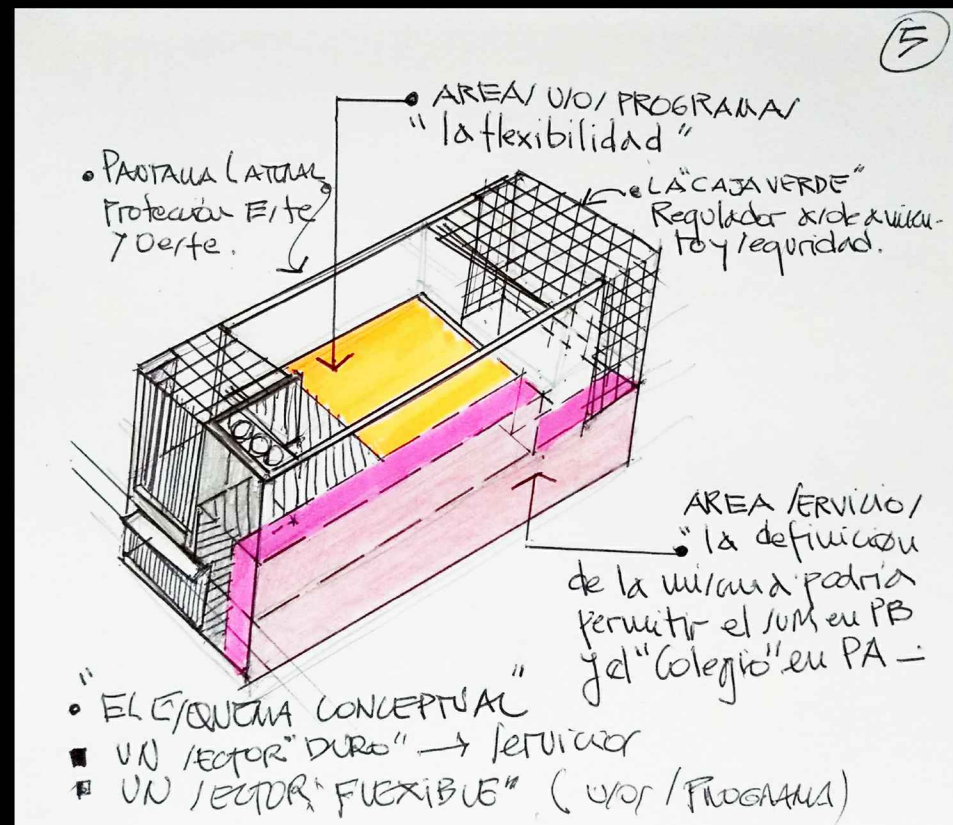 5
• AREAS USOS PROGRAMAS
"la flexibilidad"
• PANTALLA LATERAL
Protección Este
y Oeste.
• LA "CAJA VERDE"
Regulador
to y seguridad.
AREA SERVICIOS
• "la definición
de la misma podria
permitir el SUM en PB
y el "Colegio" en PA —
• "EL ESQUEMA CONCEPTUAL"
■ UN SECTOR "DURO" → Servicios
UN SECTOR "FLEXIBLE" (USOS / PROGRAMA)